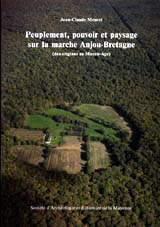 Jean-Claude Meuret
Peuplement, pouvoir et paysage
sur la marche Anjou-Bretagne
(des origines au Moyen-Age)
Société d'Archéologie et d'Histoire de la Mayenne